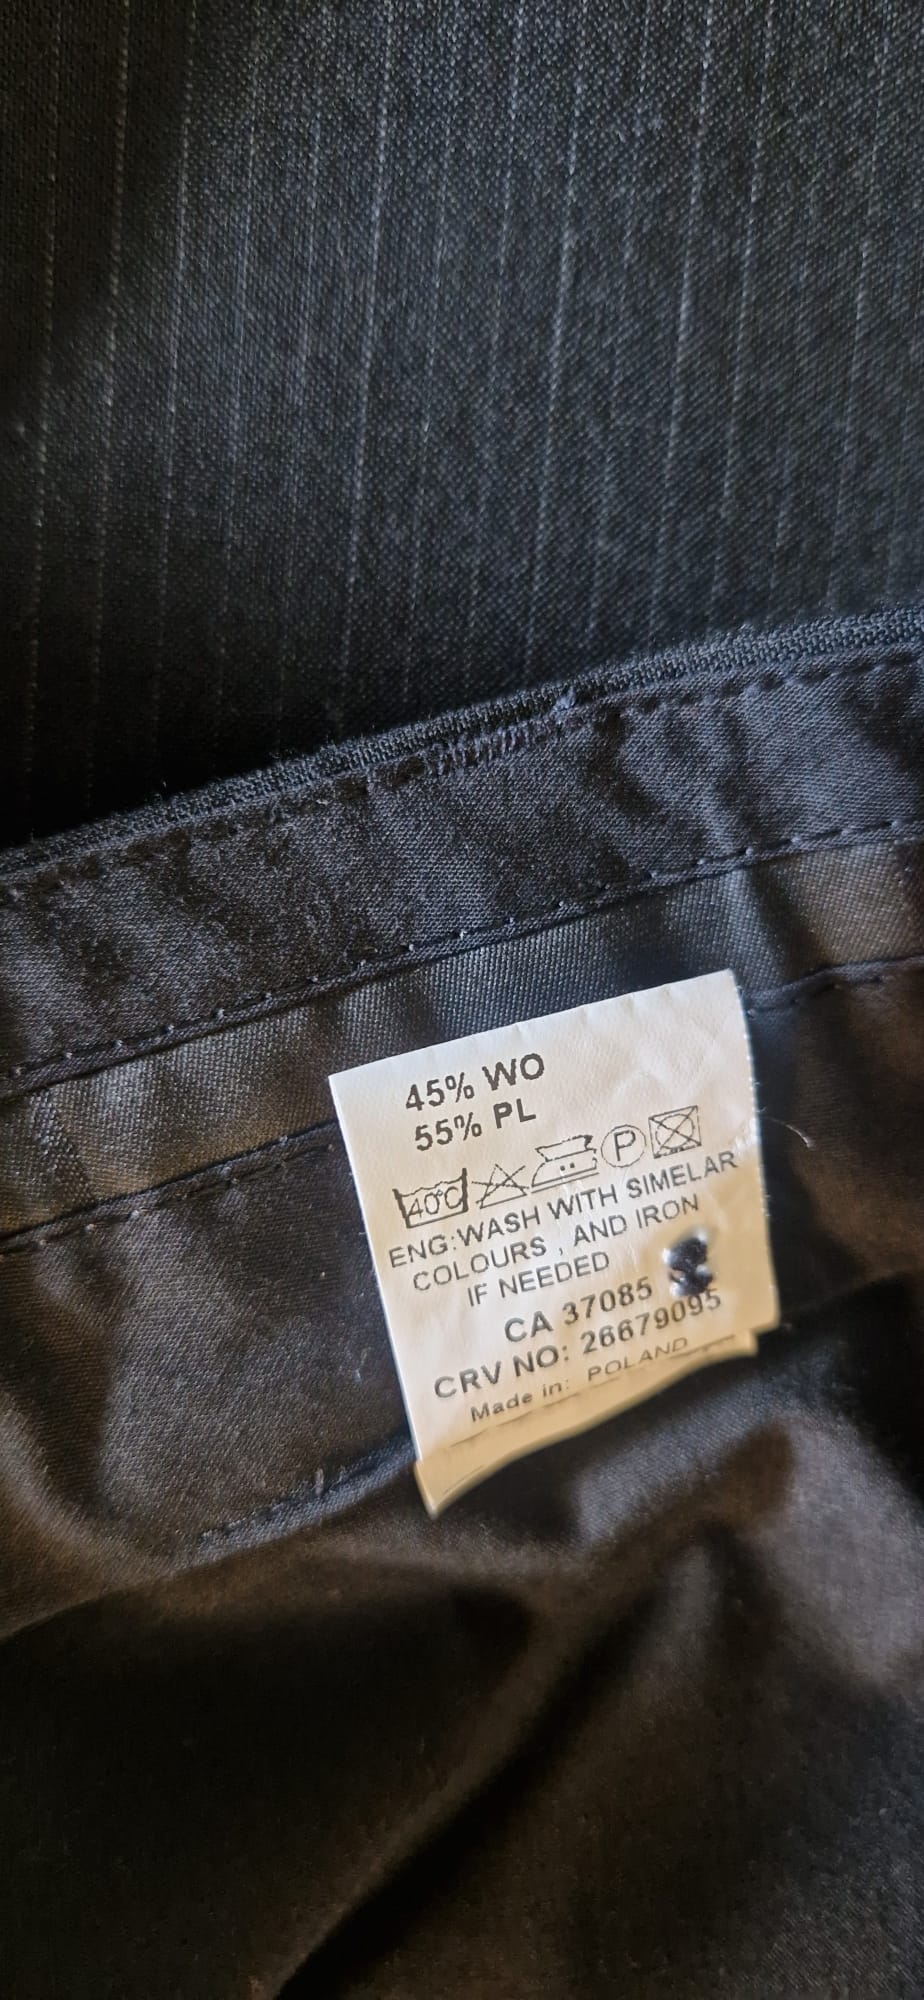 45% WO
55% PL
40°C P
ENG:WASH WITH SIMELAR
COLOURS , AND IRON
IF NEEDED
CA 37085
CRV NO: 26679095
Made in: POLAND